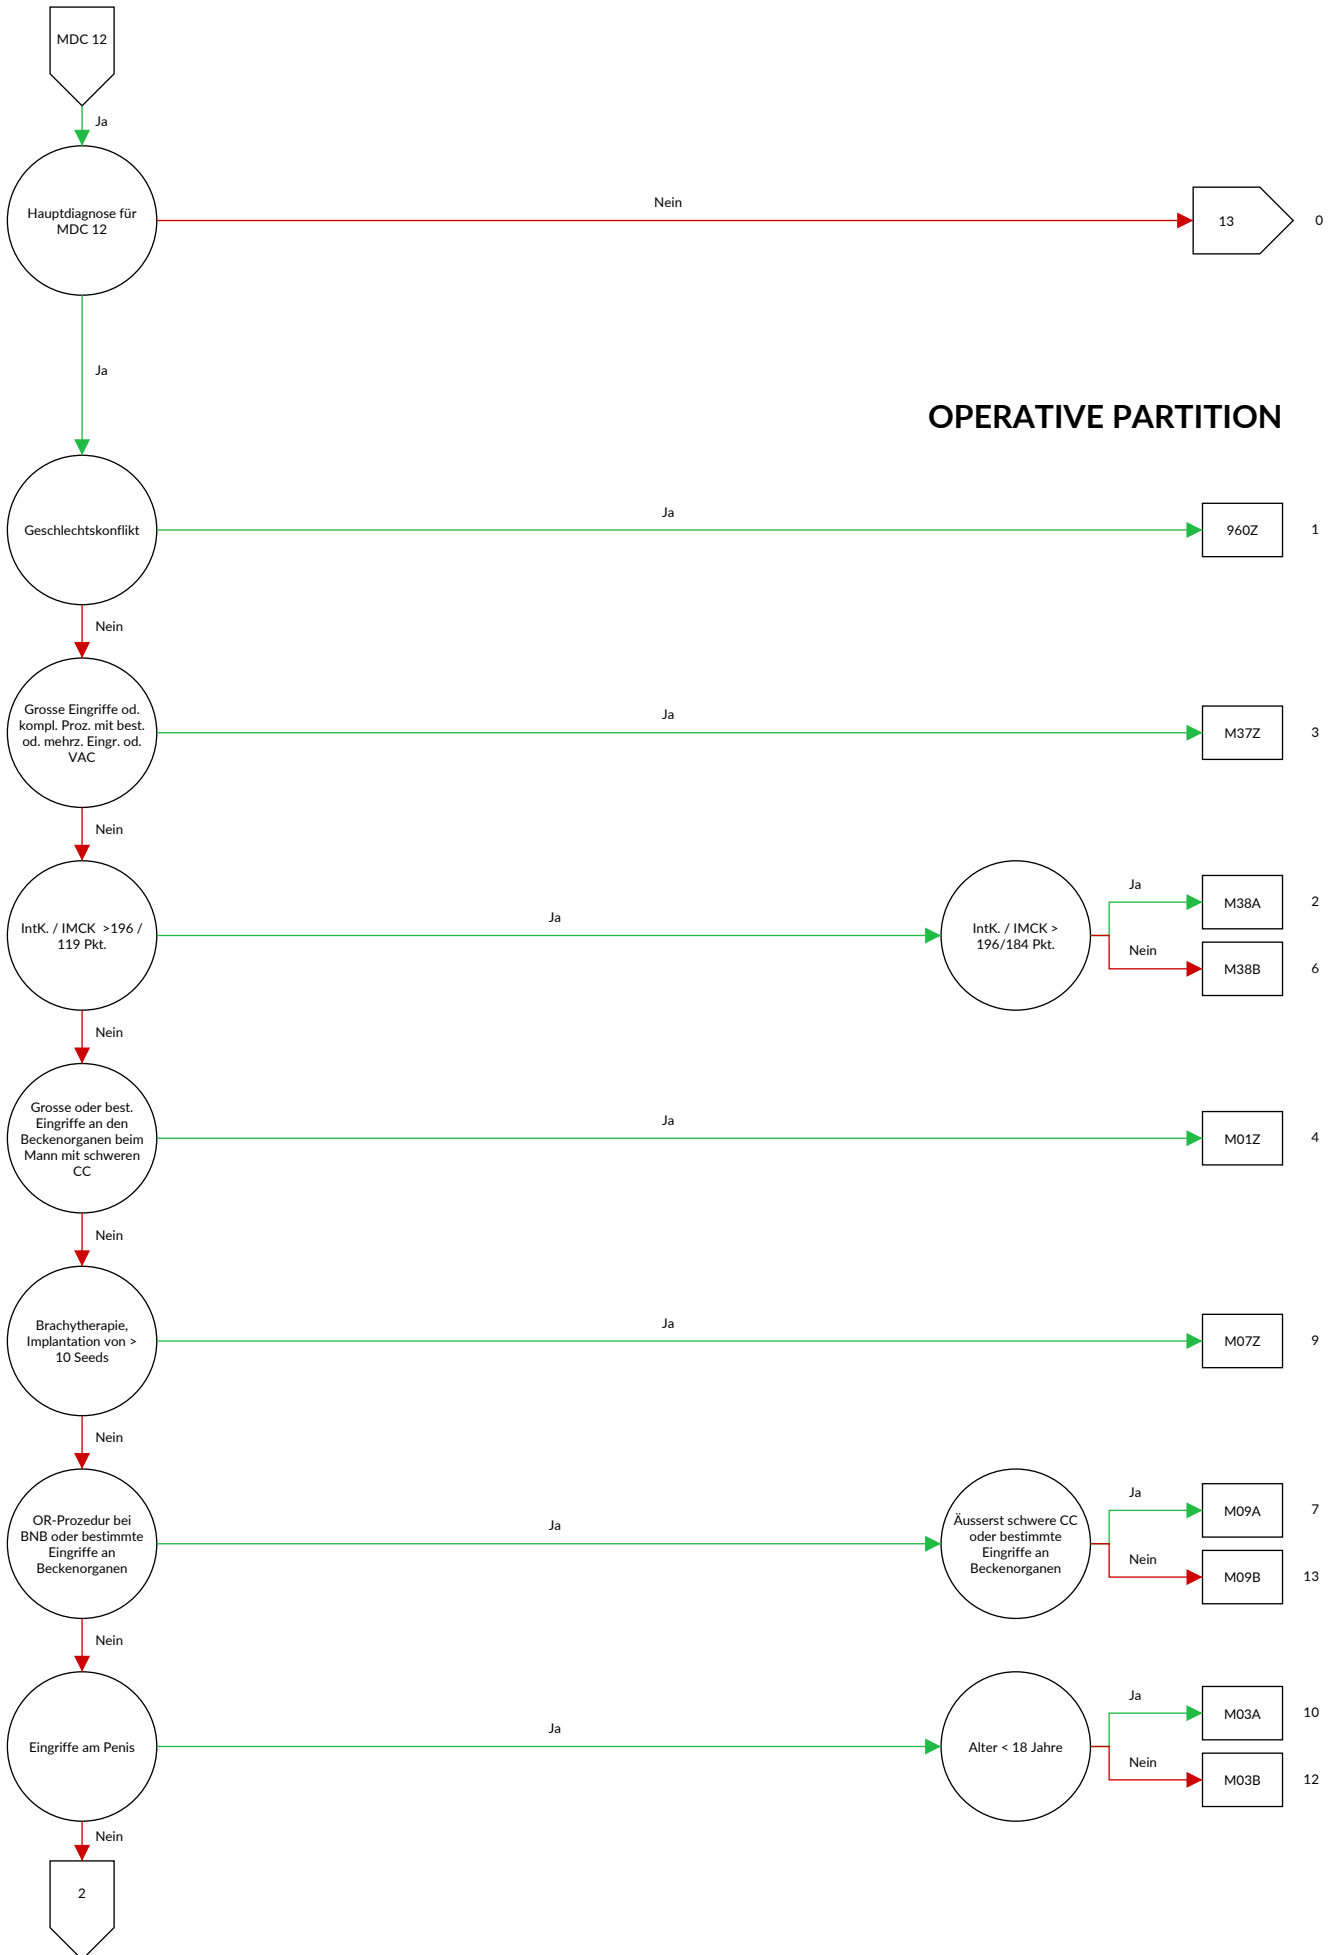 MDC 12
Ja
Hauptdiagnose für
MDC 12
Nein
13
0
Ja
OPERATIVE PARTITION
Geschlechtskonflikt
Ja
960Z
1
Nein
Grosse Eingriffe od.
kompl. Proz. mit best.
od. mehrz. Eingr. od.
VAC
Ja
M37Z
3
Nein
IntK. / IMCK >196 /
119 Pkt.
Ja
IntK. / IMCK >
196/184 Pkt.
Ja
M38A
2
Nein
M38B
6
Nein
Grosse oder best.
Eingriffe an den
Beckenorganen beim
Mann mit schweren
CC
Ja
M01Z
4
Nein
Brachytherapie,
Implantation von >
10 Seeds
Ja
M07Z
9
Nein
OR-Prozedur bei
BNB oder bestimmte
Eingriffe an
Beckenorganen
Ja
Äusserst schwere CC
oder bestimmte
Eingriffe an
Beckenorganen
Ja
M09A
7
Nein
M09B
13
Nein
Eingriffe am Penis
Ja
Alter < 18 Jahre
Ja
M03A
10
Nein
M03B
12
Nein
2